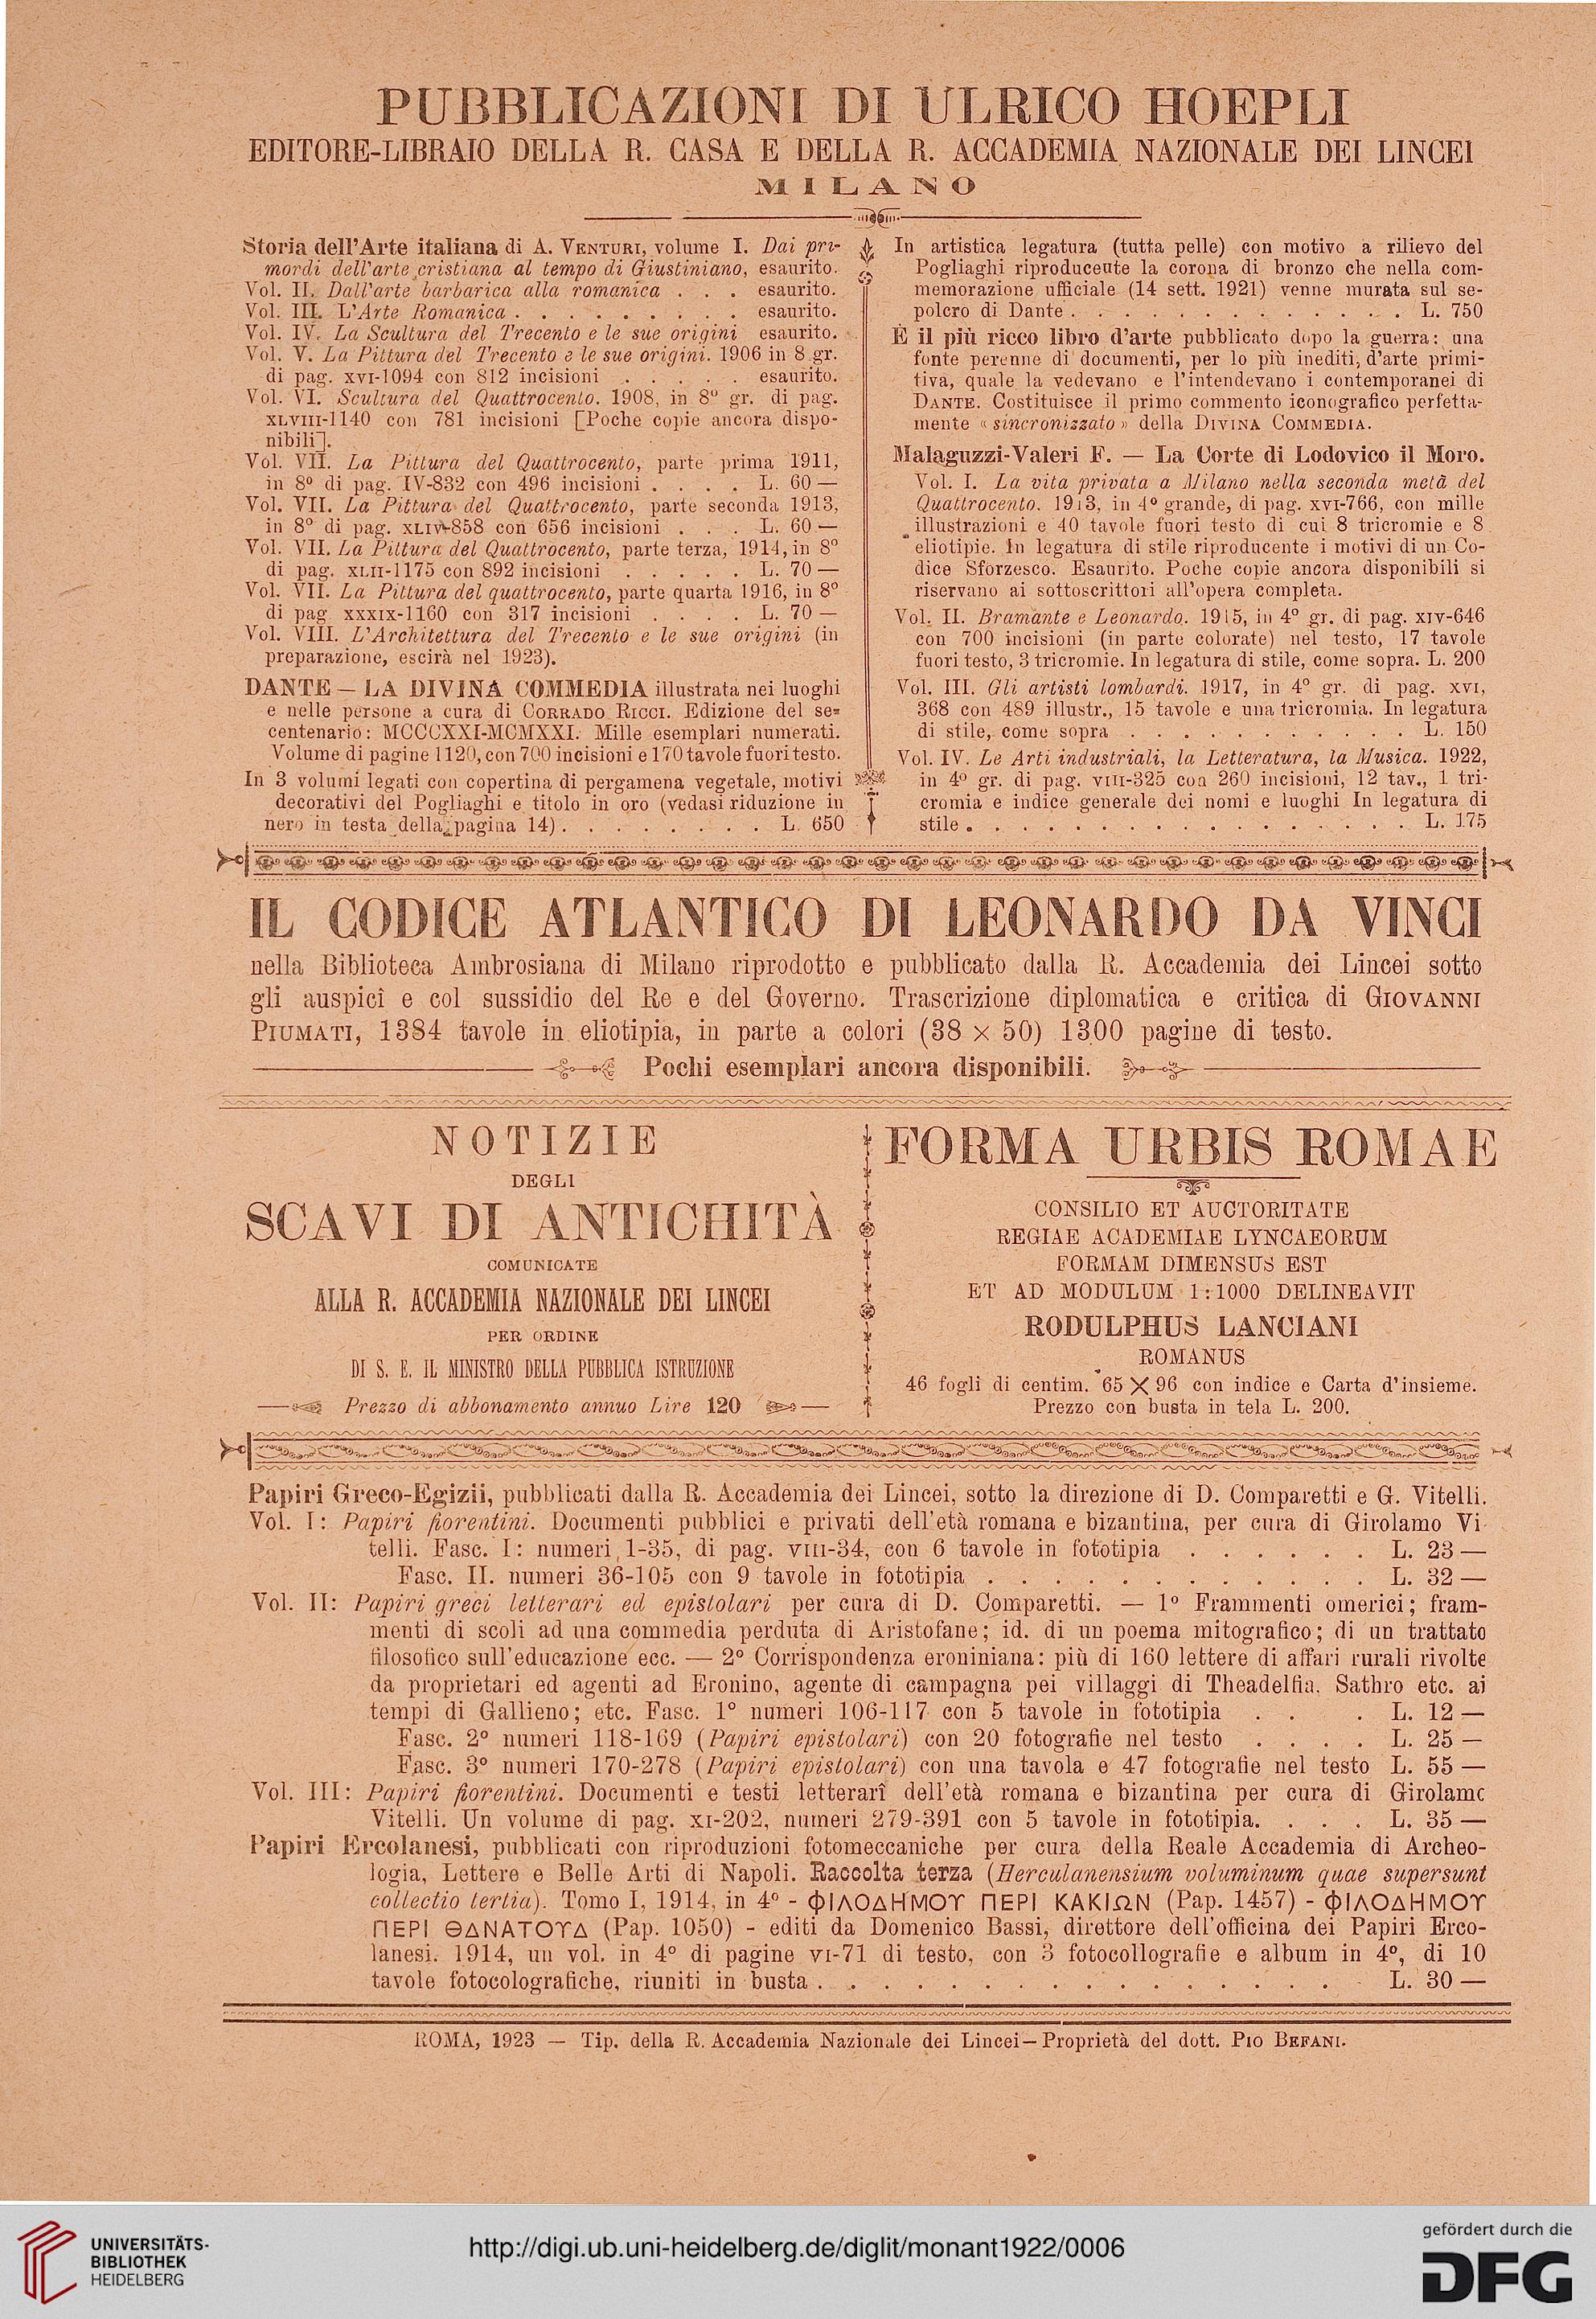 PUBBLICAZIONI DI ULRICO HOEPLI
EDITORE-LIBRAIO DELLA R. CASA E DELLA R. ACCADEMIA NAZIONALE DEI LINCEI
MILANO
Storia dell'Arte italiana di A. VENTURI, volume I. Dai pri-
mordi dell'arte cristiana al tempo di Giustiniano, esaurito.
Vol. II. Dall'arte barbarica alla romanica . . . esaurito.
Vol. III. L'Arte Romanica . . . . . . . . . esaurito.
Vol. IV. La Scultura del Trecento e le sue origini esaurito.
Vol. V. La Pittura del Trecento e le sue origini. 1906 in 8 gr.
di pag. XVI-1094 con 812 incisioni . . . . . esaurito.
Vol. VI. Scultura del Quattrocento. 1908, in 8° gr. di pag.
XLVIII-1140 con 781 incisioni [Poche copie ancora dispo-
nibili].
Vol. VII. La Pittura del Quattrocento, parte prima 1911,
in 8° di pag. IV-832 con 496 incisioni . . . . L. 60 —
Vol. VII. La Pittura del Quattrocento, parte seconda 1913,
in 8° di pag. XLIV-858 con 656 incisioni . . . L. 60 —
Vol. VII. La Pittura del Quattrocento, parte terza, 1914, in 8°
di pag. XLII-1175 con 892 incisioni . . . . . L. 70 —
Vol. VII. La Pittura del quattrocento, parte quarta 1916, in 8°
di pag XXXIX-1160 con 317 incisioni . . . . L. 70 —
Vol. VIII. L'Architettura del Trecento e le sue origini (in
preparazione, escirà nel 1923).
DANTE — LA DIVINA COMMEDIA illustrata nei luoghi
e nelle persone a cura di CORRADO RICCI. Edizione del se-
centenario: MCCCXXI-MCMXXI. Mille esemplari numerati.
Volume di pagine 1120, con 700 incisioni e 170 tavole fuori testo.
In 3 volumi legati con copertina di pergamena vegetale, motivi
decorativi del Pogliaghi e titolo in oro (vedasi riduzione in
nero in testa della pagina 14) . . . . . . . . L. 650
In artistica legatura (tutta pelle) con motivo a rilievo del
Pogliaghi riproducente la corona di bronzo che nella com-
memorazione ufficiale (14 sett. 1921) venne murata sul se-
polcro di Dante . . . . . . . . . . . . . L. 750
È il più ricco libro d'arte pubblicato dopo la guerra: una
fonte perenne di documenti, per lo più inediti, d'arte primi-
tiva, quale la vedevano e l'intendevano i contemporanei di
DANTE. Costituisce il primo commento iconografico perfetta-
mente « sincronizzato » della DIVINA COMMEDIA.
Malaguzzi-Valeri F. — La Corte di Lodovico il Moro.
Vol. I. La vita privata a Milano nella seconda metà del
Quattrocento. 1913, in 4° grande, di pag. XVI-766, con mille
illustrazioni e 40 tavole fuori testo di cui 8 tricromie e 8
eliotipie. In legatura di stile riproducente i motivi di un Co-
dice Sforzesco. Esaurito. Poche copie ancora disponibili si
riservano ai sottoscrittori all'opera completa.
Vol. II. Bramante e Leonardo. 1915, in 4° gr. di pag. XIV-646
con 700 incisioni (in parte colorate) nel testo, 17 tavole
fuori testo, 3 tricromie. In legatura di stile, come sopra. L. 200
Vol. III. Gli artisti lombardi. 1917, in 4° gr. di pag. XVI,
368 con 489 illustr., 15 tavole e una tricromia. In legatura
di stile, come sopra . . . . . . . . . . . L. 150
Vol. IV. Le Arti industriali, la Letteratura, la Musica. 1922,
in 4° gr. di pag. VIII-325 con 260 incisioni, 12 tav., 1 tri-
cromia e indice generale dei nomi e luoghi In legatura di
stile . . . . . . . . . . . . . . . . . L. 175
IL CODICE ATLANTICO DI LEONARDO DA VINCI
nella Biblioteca Ambrosiana di Milano riprodotto e pubblicato dalla R. Accademia dei Lincei sotto
gli auspicî e col sussidio del Re e del Governo. Trascrizione diplomatica e critica di GIOVANNI
PIUMATI, 1384 tavole in eliotipia, in parte a colori (38 × 50) 1300 pagine di testo.
Pochi esemplari ancora disponibili.
NOTIZIE
DEGLI
SCAVI DI ANTICHITÀ
COMUNICATE
ALLA R. ACCADEMIA NAZIONALE DEI LINCEI
PER ORDINE
DI S. E. IL MINISTRO DELLA PUBBLICA ISTRUZIONE
Prezzo di abbonamento annuo Lire 120
FORMA URBIS ROMAE
CONSILIO ET AUCTORITATE
REGIAE ACADEMIAE LYNCAEORUM
FORMAM DIMENSUS EST
ET AD MODULUM 1:1000 DELINEAVIT
RODULPHUS LANCIANI
ROMANUS
46 fogli di centim. 65 × 96 con indice e Carta d'insieme.
Prezzo con busta in tela L. 200.
Papiri Greco-Egizii, pubblicati dalla R. Accademia dei Lincei, sotto la direzione di D. Comparetti e G. Vitelli.
Vol. I: Papiri fiorentini. Documenti pubblici e privati dell'età romana e bizantina, per cura di Girolamo Vi
telli. Fasc. I: numeri 1-35, di pag. VIII-34, con 6 tavole in fototipia . . . . . . L. 23 —
Fasc. II. numeri 36-105 con 9 tavole in fototipia . . . . . . . . . . . . L. 32 —
Vol. II: Papiri greci letterari ed epistolari per cura di D. Comparetti. — 1° Frammenti omerici; fram-
menti di scoli ad una commedia perduta di Aristofane; id. di un poema mitografico; di un trattato
filosofico sull'educazione ecc. — 2° Corrispondenza eroniniana: più di 160 lettere di affari rurali rivolte
da proprietari ed agenti ad Eronino, agente di campagna pei villaggi di Theadelfia, Sathro etc. ai
tempi di Gallieno; etc. Fasc. 1° numeri 106-117 con 5 tavole in fototipia . . . L. 12 —
Fasc. 2° numeri 118-169 (Papiri epistolari) con 20 fotografie nel testo . . . . L. 25 —
Fasc. 3° numeri 170-278 (Papiri epistolari) con una tavola e 47 fotografie nel testo L. 55 —
Vol. III: Papiri fiorentini. Documenti e testi letterarî dell'età romana e bizantina per cura di Girolamo
Vitelli. Un volume di pag. XI-202, numeri 279-391 con 5 tavole in fototipia. . . . L. 35 —
Papiri Ercolanesi, pubblicati con riproduzioni fotomeccaniche per cura della Reale Accademia di Archeo-
logia, Lettere e Belle Arti di Napoli. Raccolta terza (Herculanensium voluminum quae supersunt
collectio tertia). Tomo I, 1914, in 4° - ΦΙΛΟΔΗΜΟΥ ΠΕΡΙ ΚΑΚΙΩΝ (Pap. 1457) - ΦΙΛΟΔΗΜΟΥ
ΠΕΡΙ ΘΔΝΑΤΟΥΔ (Pap. 1050) - editi da Domenico Bassi, direttore dell'officina dei Papiri Erco-
lanesi. 1914, un vol. in 4° di pagine VI-71 di testo, con 3 fotocollografie e album in 4°, di 10
tavole fotocolografiche, riuniti in busta . . . . . . . . . . . . . . . . . L. 30 —
ROMA, 1923 — Tip. della R. Accademia Nazionale dei Lincei — Proprietà del dott. PIO BEFANI.
UNIVERSITÄTS-
BIBLIOTHEK
HEIDELBERG
http://digi.ub.uni-heidelberg.de/diglit/monant1922/0006
gefördert durch die
DFG